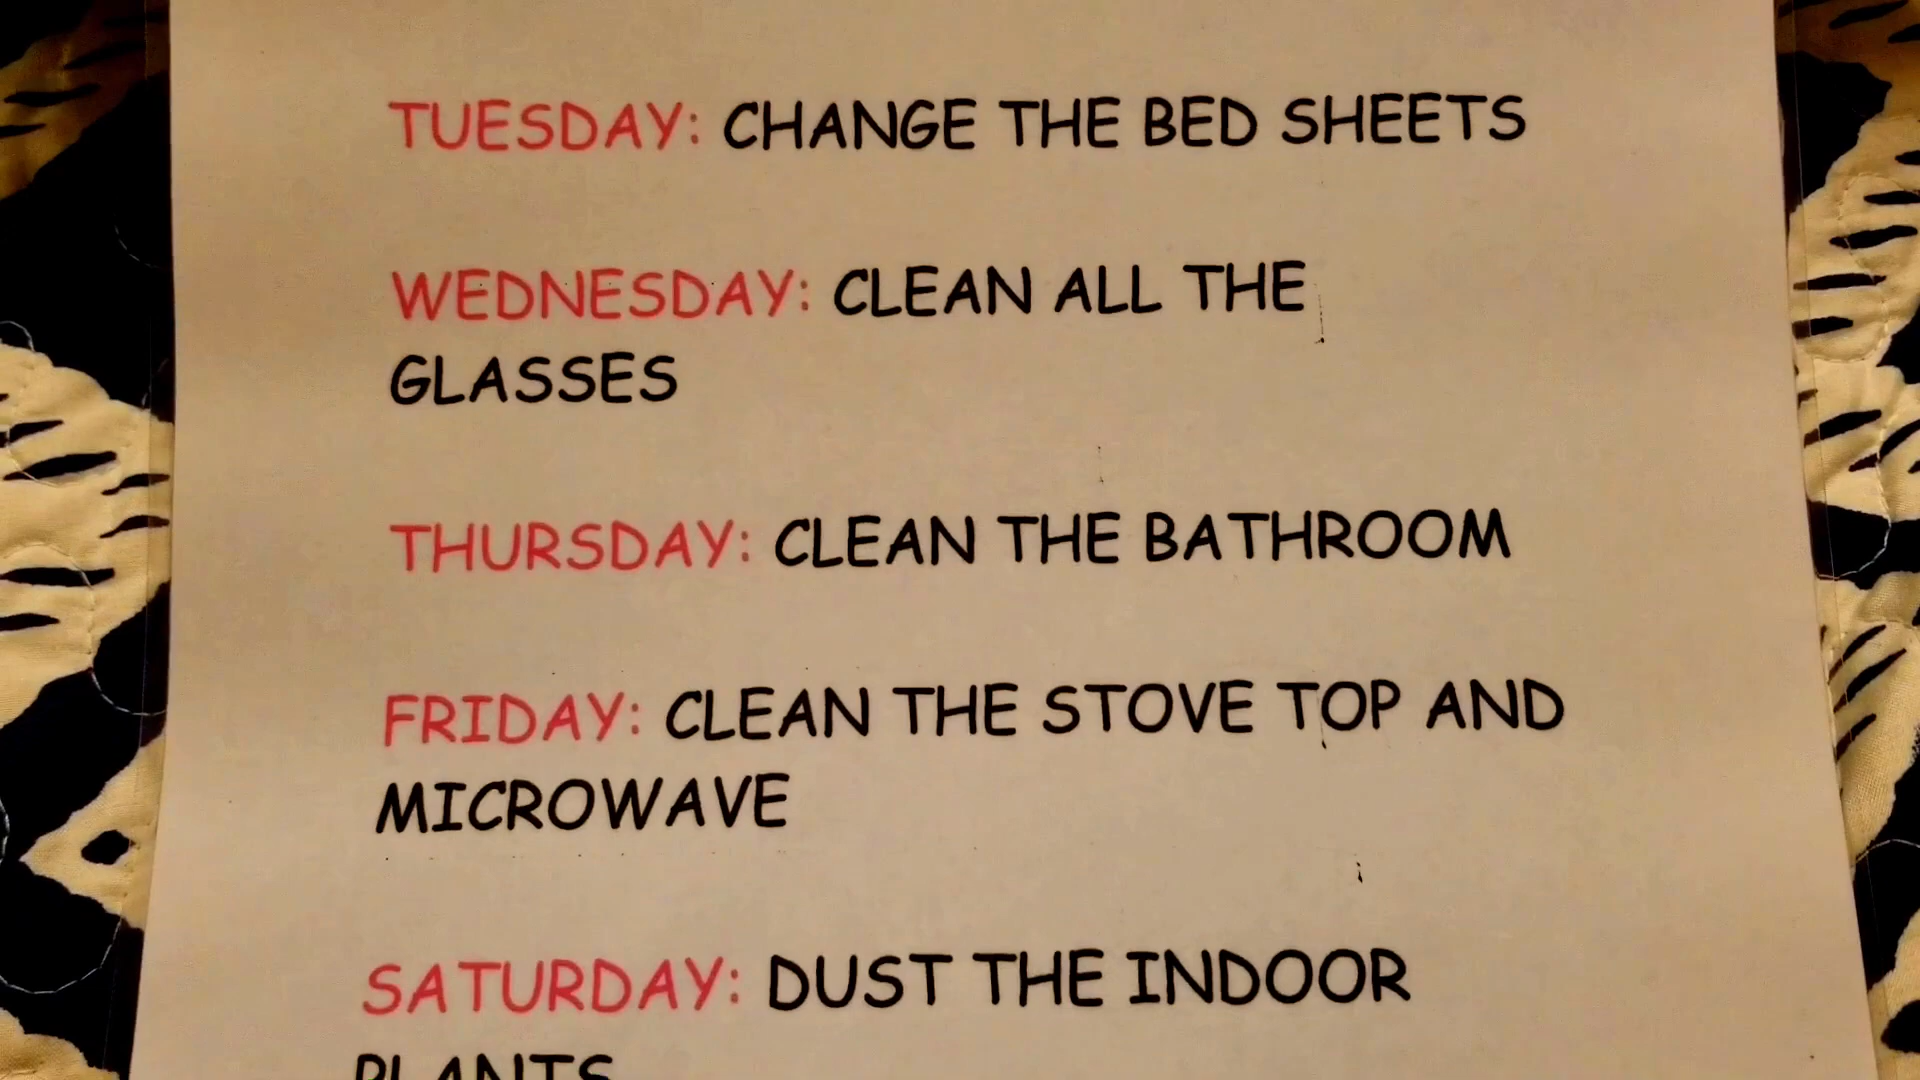 TUESDAY: CHANGE THE BED SHEETS
WEDNESDAY: CLEAN ALL THE
GLASSES
THURSDAY: CLEAN THE BATHROOM
FRIDAY: CLEAN THE STOVE TOP AND
MICROWAVE
SATURDAY: DUST THE INDOOR
PLANTS